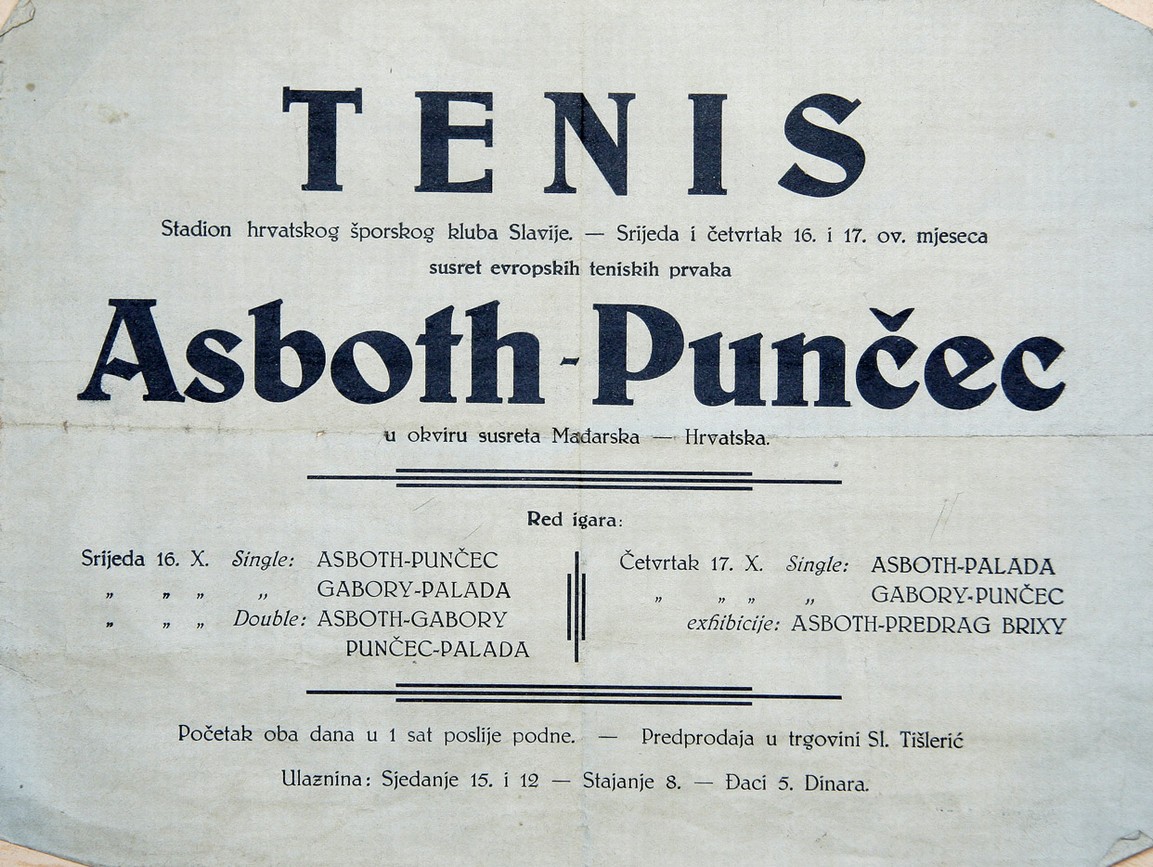 TENIS
Stadion hrvatskog šporskog kluba Slavije. — Srijeda i četvrtak 16. i 17. ov. mjeseca
susret evropskih teniskih prvaka
Asboth-Punčec
u okviru susreta Mađarska — Hrvatska.
Red igara:
Srijeda 16. X. Single: ASBOTH-PUNČEC
„ „ „ „ GABORY-PALADA
„ „ „ Double: ASBOTH-GABORY
PUNČEC-PALADA
Četvrtak 17. X. Single: ASBOTH-PALADA
„ „ „ „ GABORY-PUNČEC
exhibicije: ASBOTH-PREDRAG BRIXY
Početak oba dana u 1 sat poslije podne. — Predprodaja u trgovini Sl. Tišlerić
Ulaznina: Sjedanje 15. i 12 — Stajanje 8. — Đaci 5. Dinara.